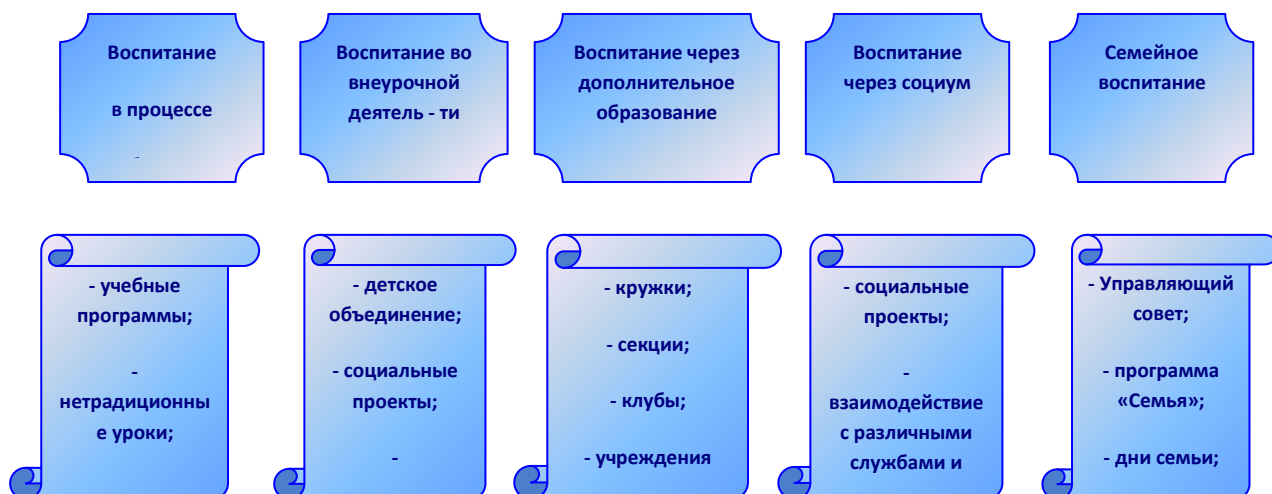 Воспитание
в процессе
Воспитание во
внеурочной
деятель - ти
Воспитание через
дополнительное
образование
Воспитание
через социум
Семейное
воспитание
- учебные
программы;
-
нетрадиционны
е уроки;
- детское
объединение;
- социальные
проекты;
-
- кружки;
- секции;
- клубы;
- учреждения
- социальные
проекты;
-
взаимодействие
с различными
службами и
- Управляющий
совет;
- программа
«Семья»;
- дни семьи;